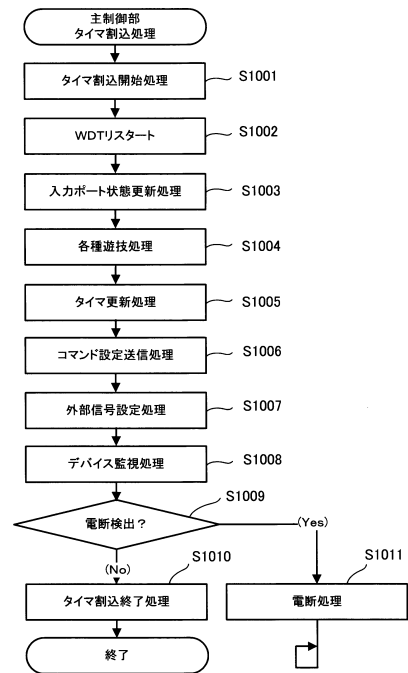 主制御部
タイマ割込処理
タイマ割込開始処理
S1001
WDTリスタート
S1002
入力ポート状態更新処理
S1003
各種遊技処理
S1004
タイマ更新処理
S1005
コマンド設定送信処理
S1006
外部信号設定処理
S1007
デバイス監視処理
S1008
電断検出？
S1009
(Yes)
(No)
タイマ割込終了処理
S1010
電断処理
S1011
終了